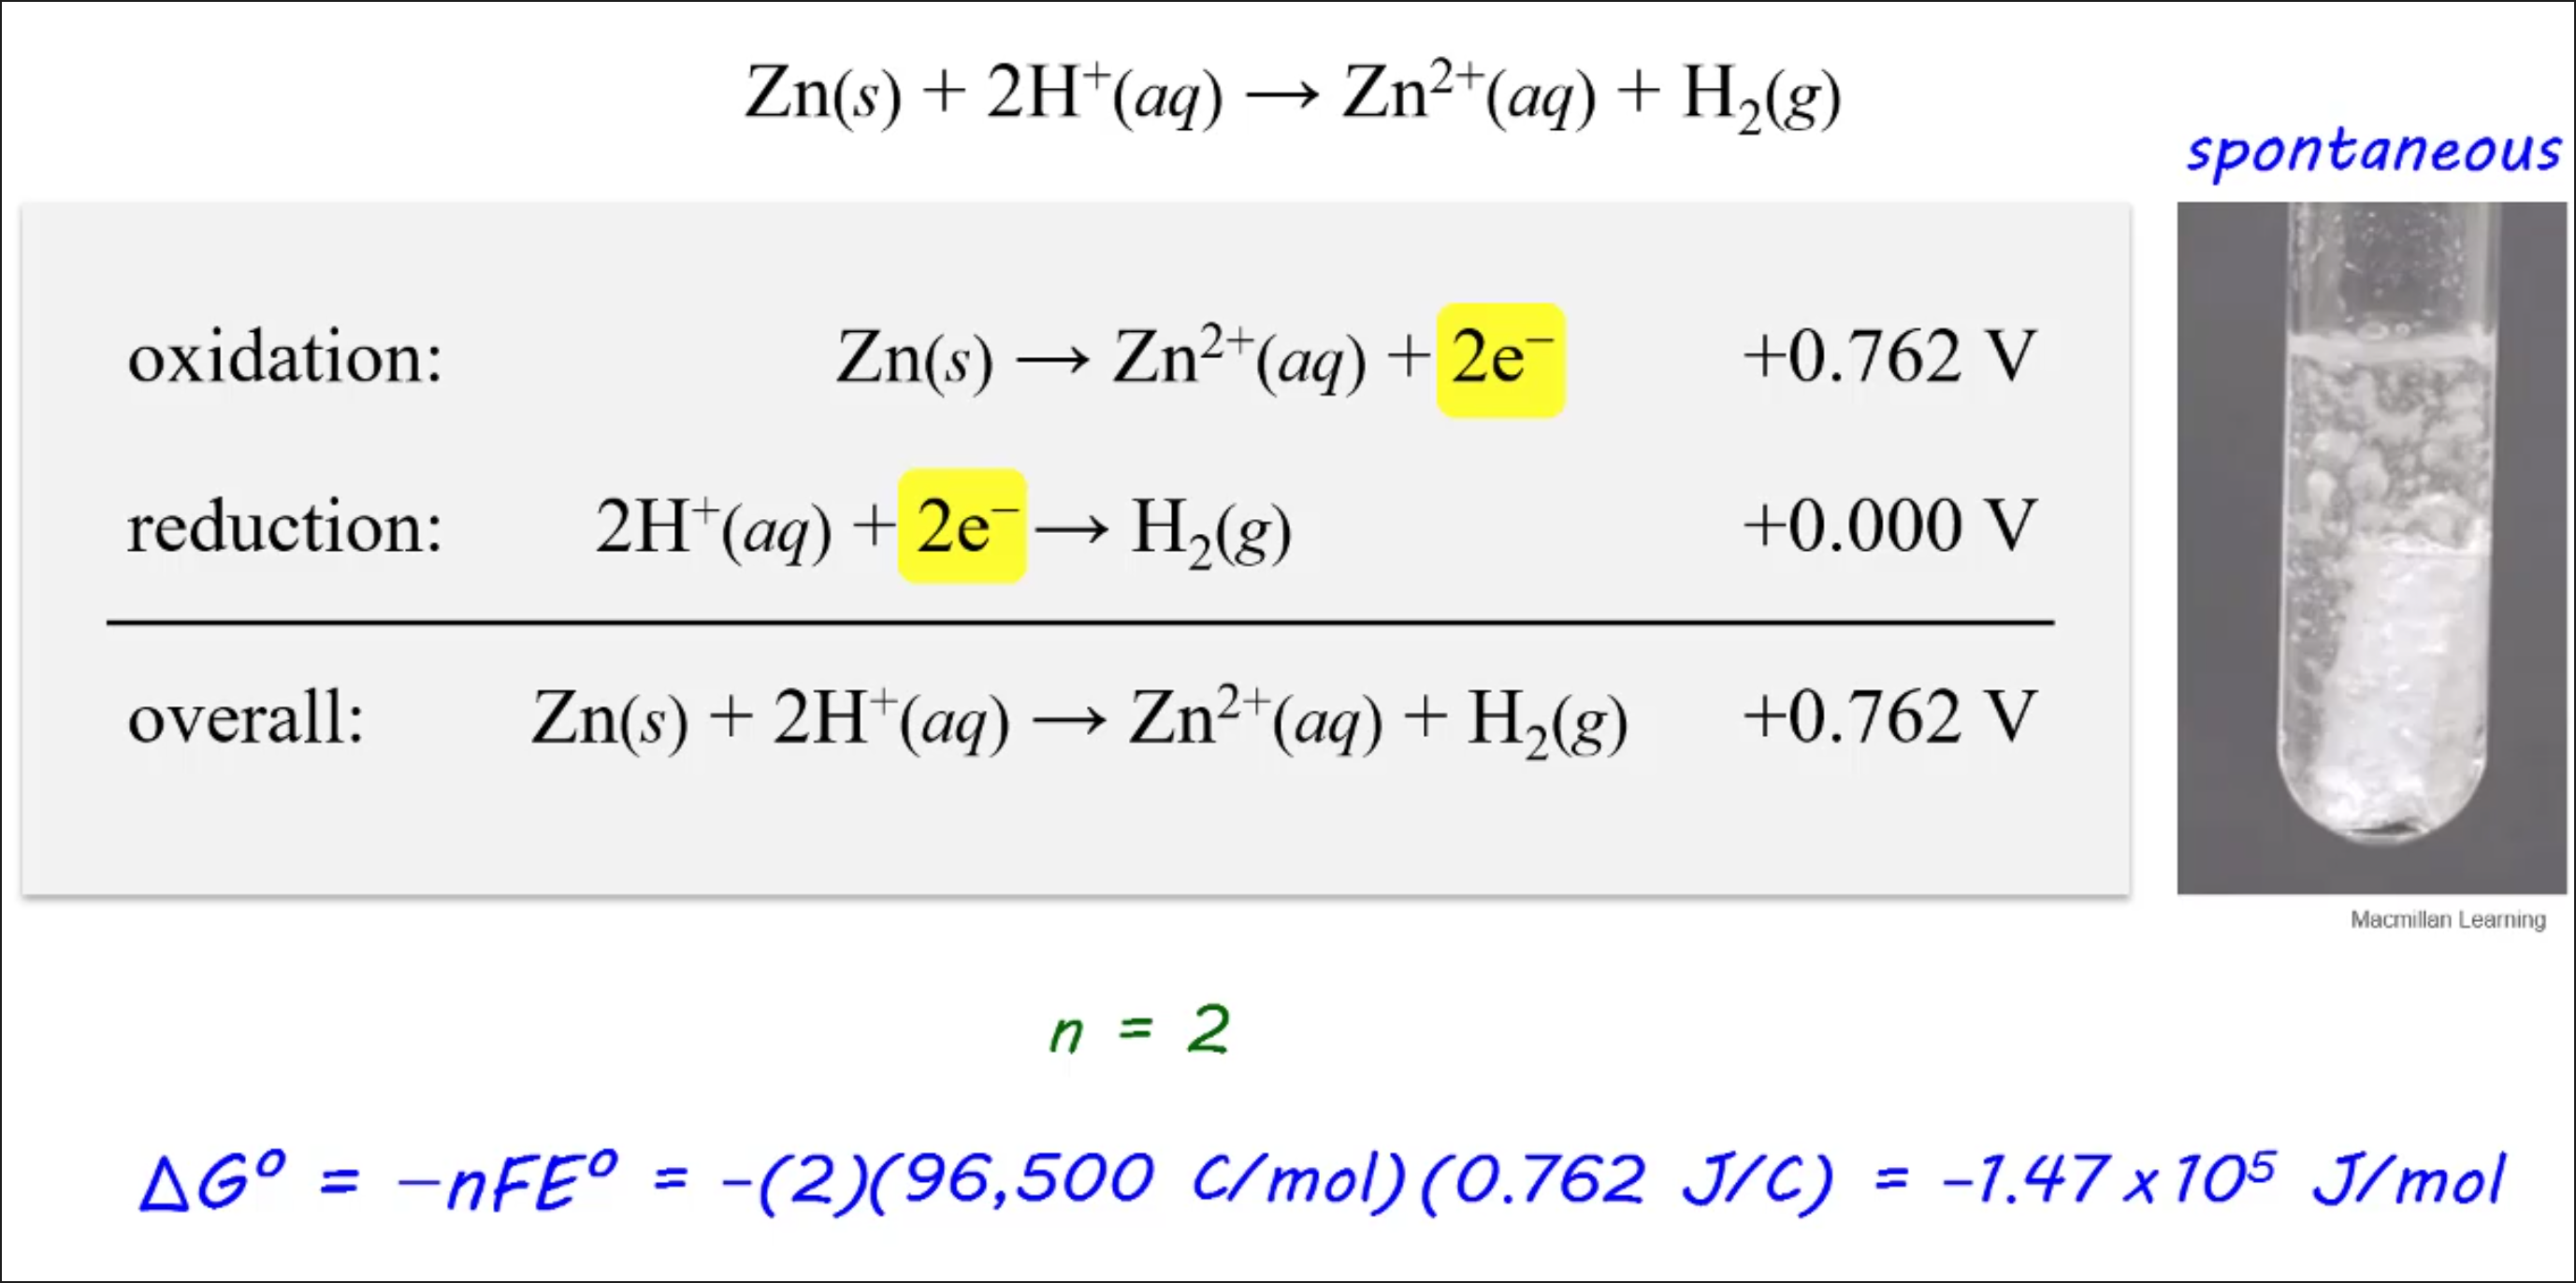 Zn(s) + 2H⁺(aq) → Zn²⁺(aq) + H₂(g)
spontaneous
oxidation: Zn(s) → Zn²⁺(aq) + 2e⁻ +0.762 V
reduction: 2H⁺(aq) + 2e⁻ → H₂(g) +0.000 V
overall: Zn(s) + 2H⁺(aq) → Zn²⁺(aq) + H₂(g) +0.762 V
Macmillan Learning
n = 2
ΔG° = −nFE° = -(2)(96,500 C/mol)(0.762 J/C) = -1.47 x 10⁵ J/mol